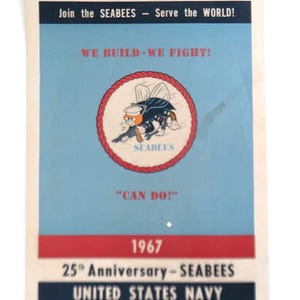 Join the SEABEES — Serve the WORLD!
WE BUILD - WE FIGHT!
SEABEES
"CAN DO!"
1967
25th Anniversary — SEABEES
UNITED STATES NAVY